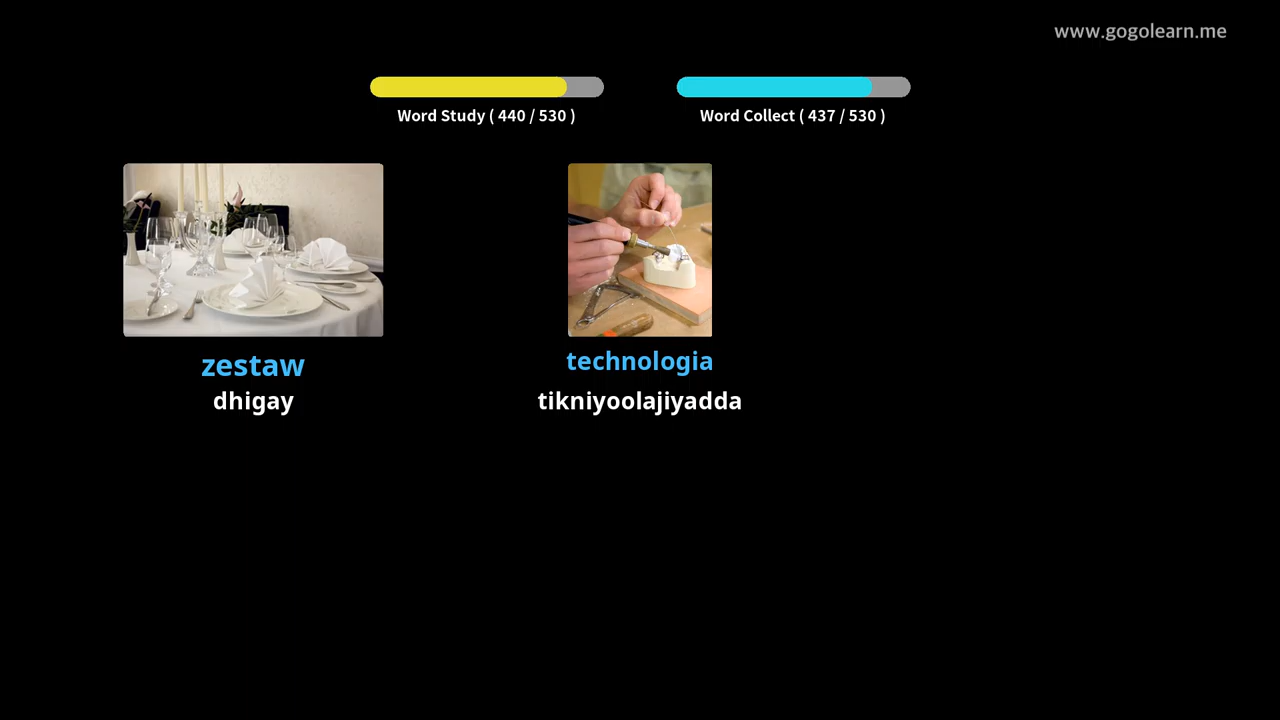 www.gogolearn.me
Word Study ( 440 / 530 )
Word Collect ( 437 / 530 )
zestaw
dhigay
technologia
tikniyoolajiyadda